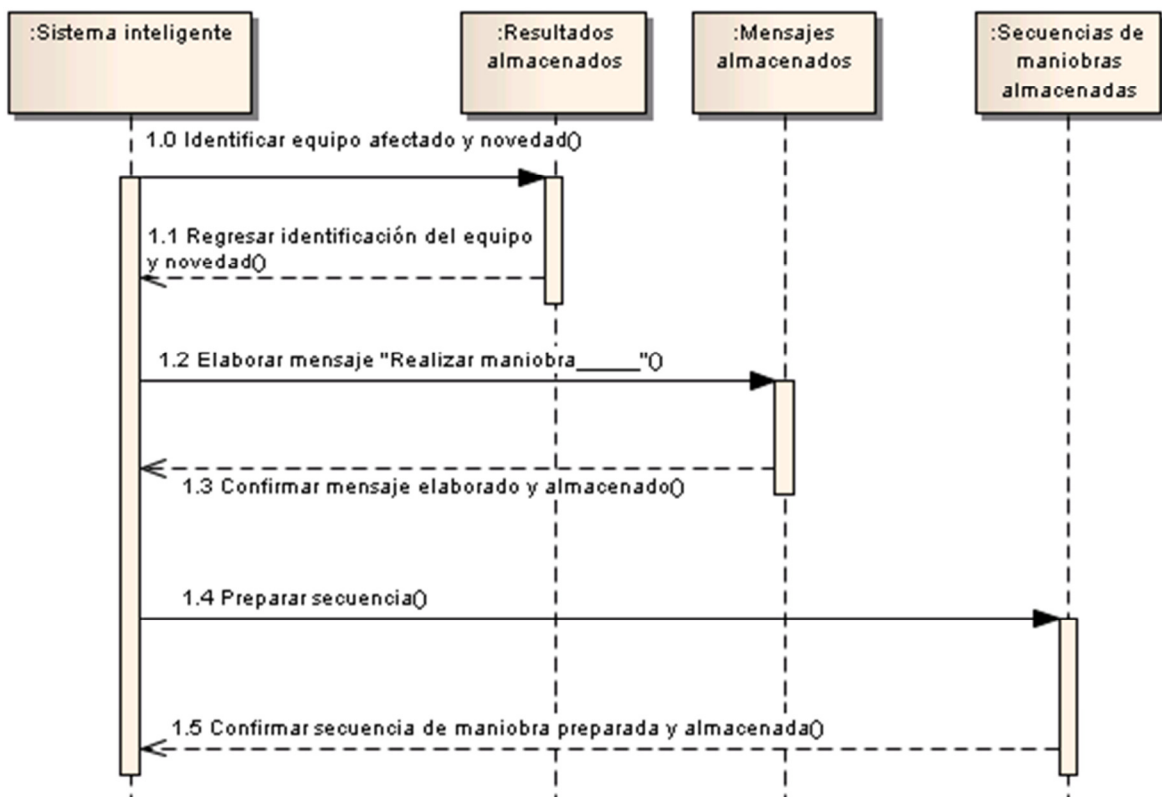 :Sistema inteligente
:Resultados
almacenados
:Mensajes
almacenados
:Secuencias de
maniobras
almacenadas
1.0 Identificar equipo afectado y novedad()
1.1 Regresar identificación del equipo
y novedad()
1.2 Elaborar mensaje "Realizar maniobra______"()
1.3 Confirmar mensaje elaborado y almacenado()
1.4 Preparar secuencia()
1.5 Confirmar secuencia de maniobra preparada y almacenada()